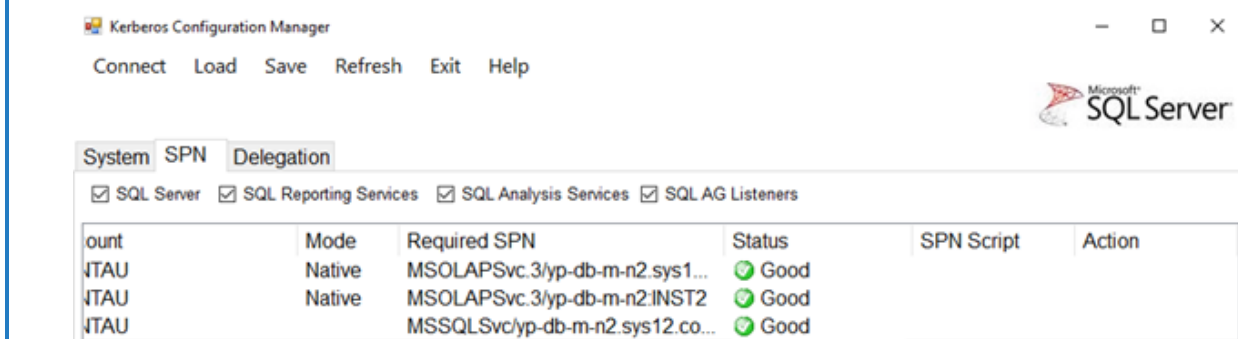 Kerberos Configuration Manager
Connect Load Save Refresh Exit Help
Microsoft®
SQL Server
System SPN Delegation
SQL Server SQL Reporting Services SQL Analysis Services SQL AG Listeners
ount Mode Required SPN Status SPN Script Action
NTAU Native MSOLAPSvc.3/yp-db-m-n2.sys1... Good
NTAU Native MSOLAPSvc.3/yp-db-m-n2:INST2 Good
NTAU MSSQLSvc/yp-db-m-n2.sys12.co... Good